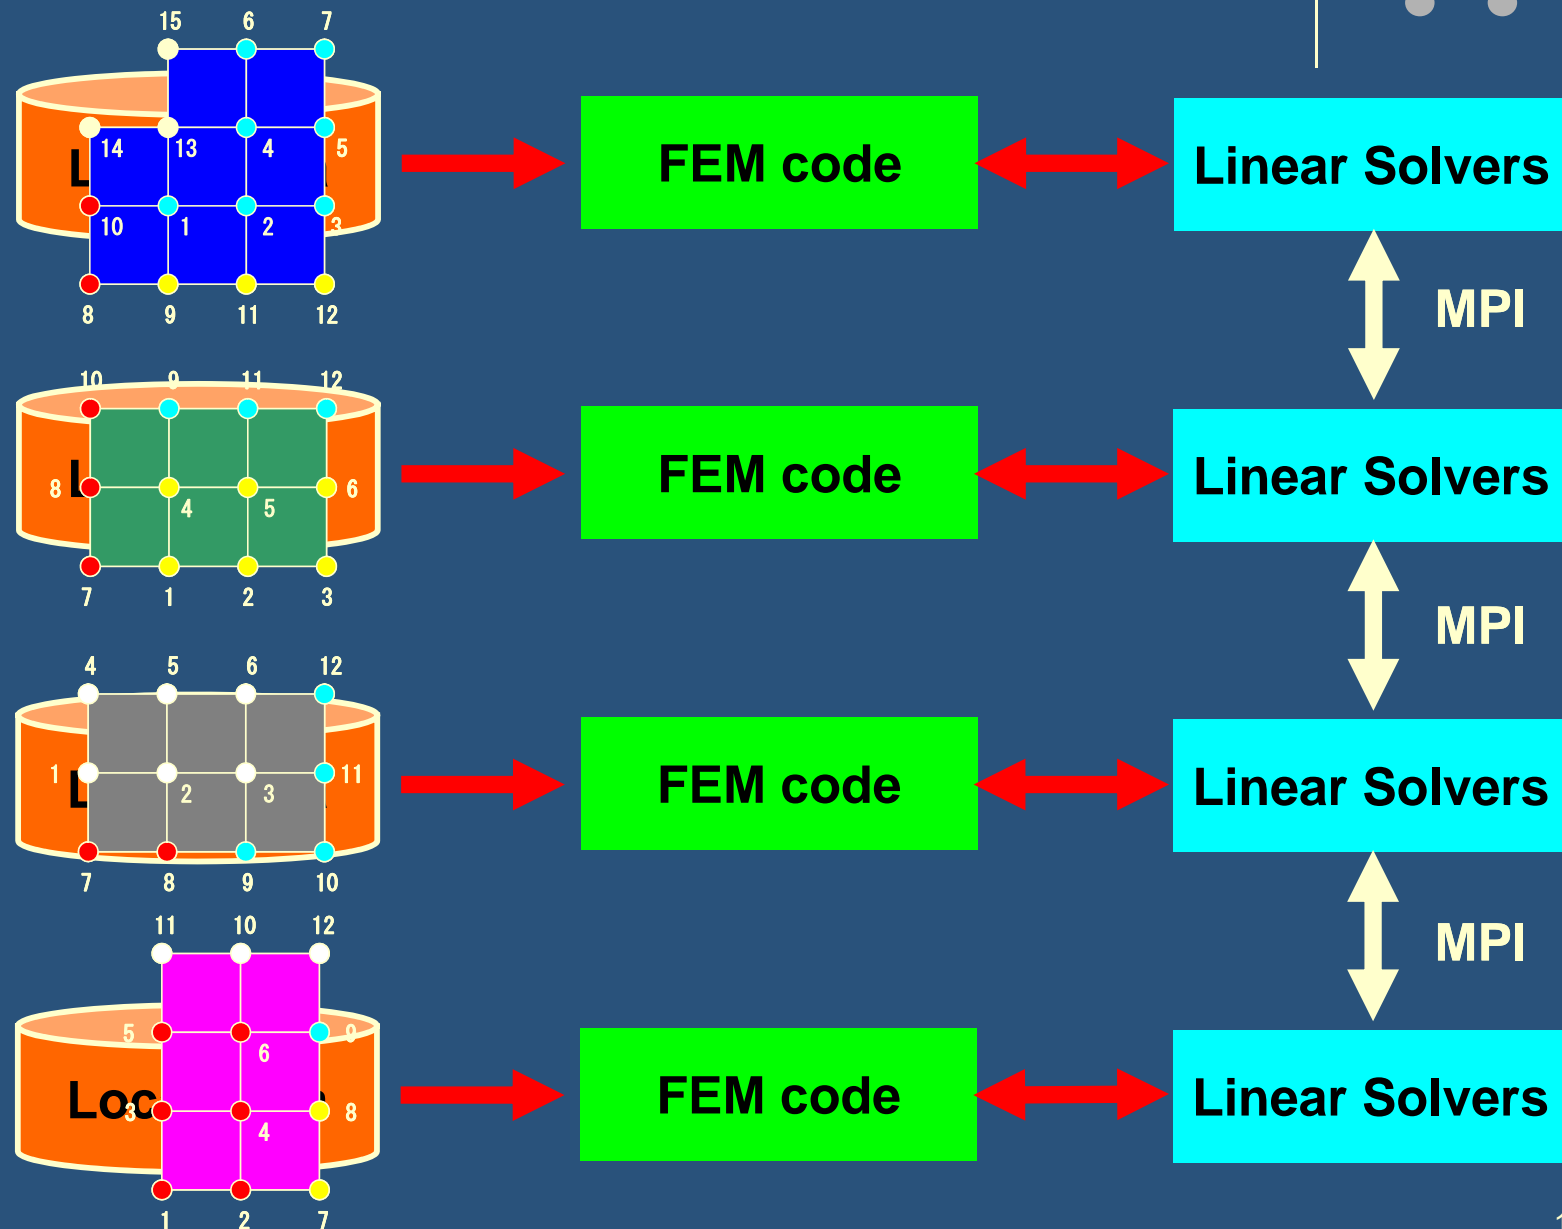 15 6 7
14 13 4 5
10 1 2 3
8 9 11 12
FEM code
Linear Solvers
MPI
10 9 11 12
8 4 5 6
7 1 2 3
FEM code
Linear Solvers
MPI
4 5 6 12
1 2 3 11
7 8 9 10
FEM code
Linear Solvers
MPI
11 10 12
5 6 9
3 4 8
1 2 7
FEM code
Linear Solvers